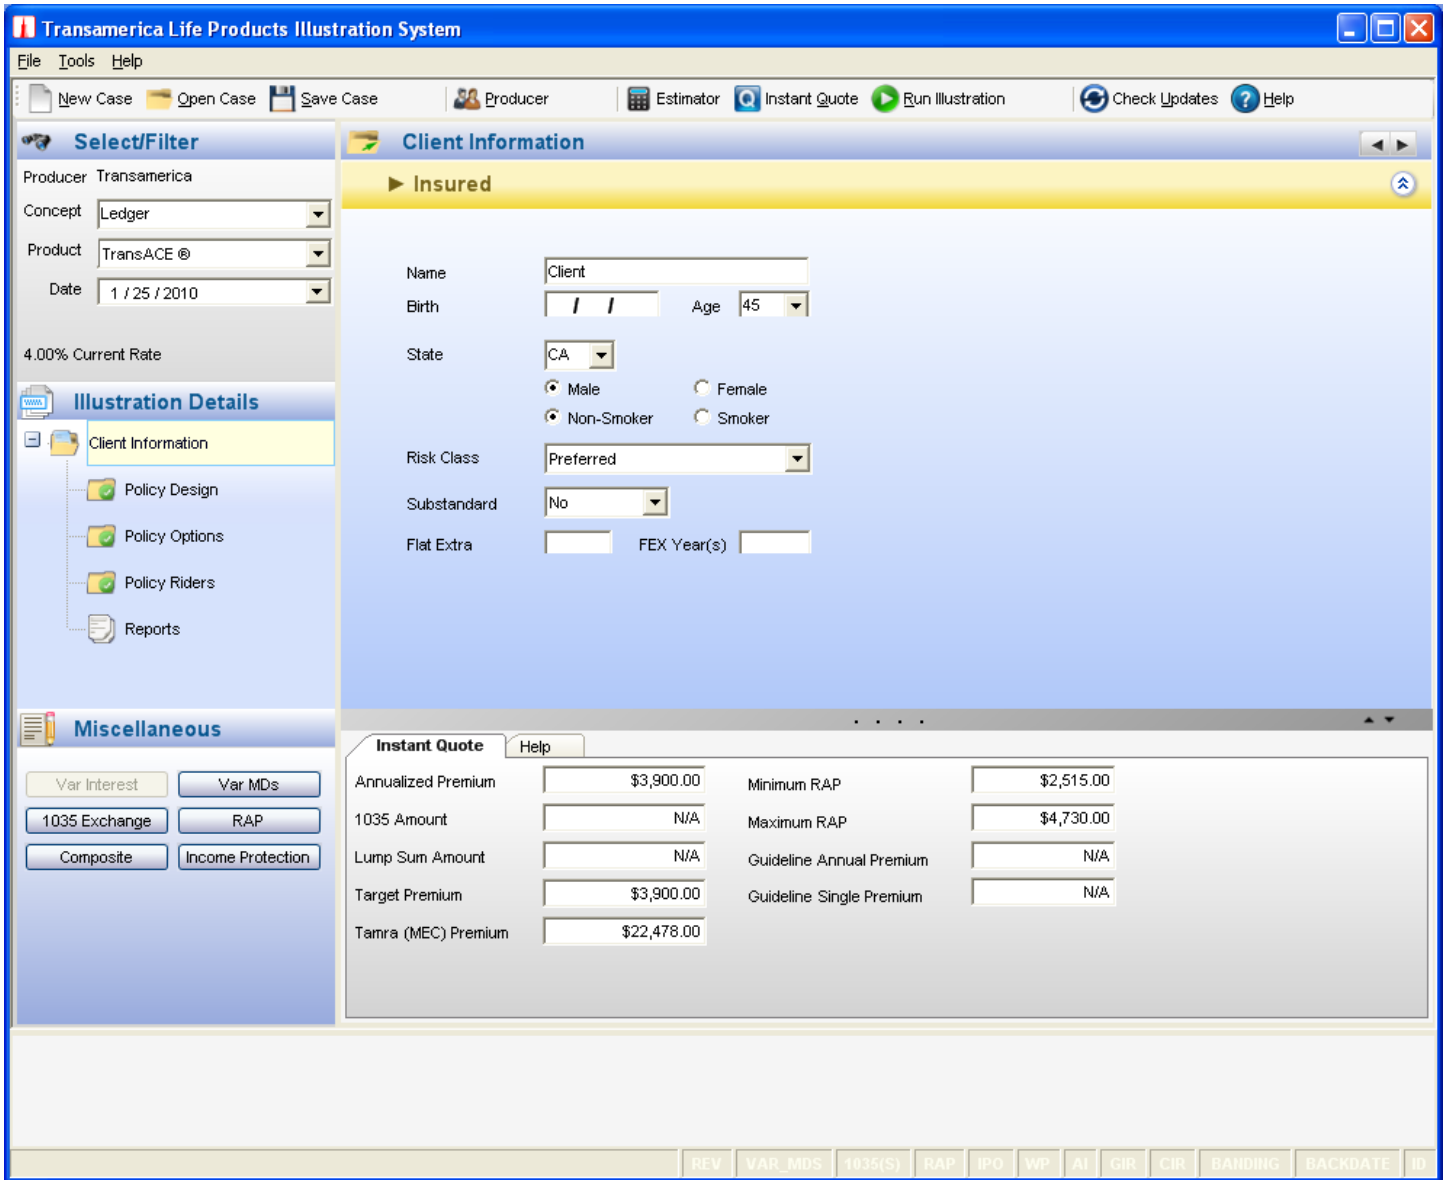 Transamerica Life Products Illustration System
File Tools Help
New Case Open Case Save Case Producer Estimator Instant Quote Run Illustration Check Updates Help
Select/Filter
Producer Transamerica
Concept Ledger
Product TransACE ®
Date 1 / 25 / 2010
4.00% Current Rate
Illustration Details
Client Information
Policy Design
Policy Options
Policy Riders
Reports
Miscellaneous
Var Interest Var MDs
1035 Exchange RAP
Composite Income Protection
Client Information
Insured
Name Client
Birth / / Age 45
State CA
Male Female
Non-Smoker Smoker
Risk Class Preferred
Substandard No
Flat Extra FEX Year(s)
Instant Quote Help
Annualized Premium $3,900.00 Minimum RAP $2,515.00
1035 Amount N/A Maximum RAP $4,730.00
Lump Sum Amount N/A Guideline Annual Premium N/A
Target Premium $3,900.00 Guideline Single Premium N/A
Tamra (MEC) Premium $22,478.00
REV VAR_MDS 1035(S) RAP IPO WP AI GIR CIR BANDING BACKDATE ID